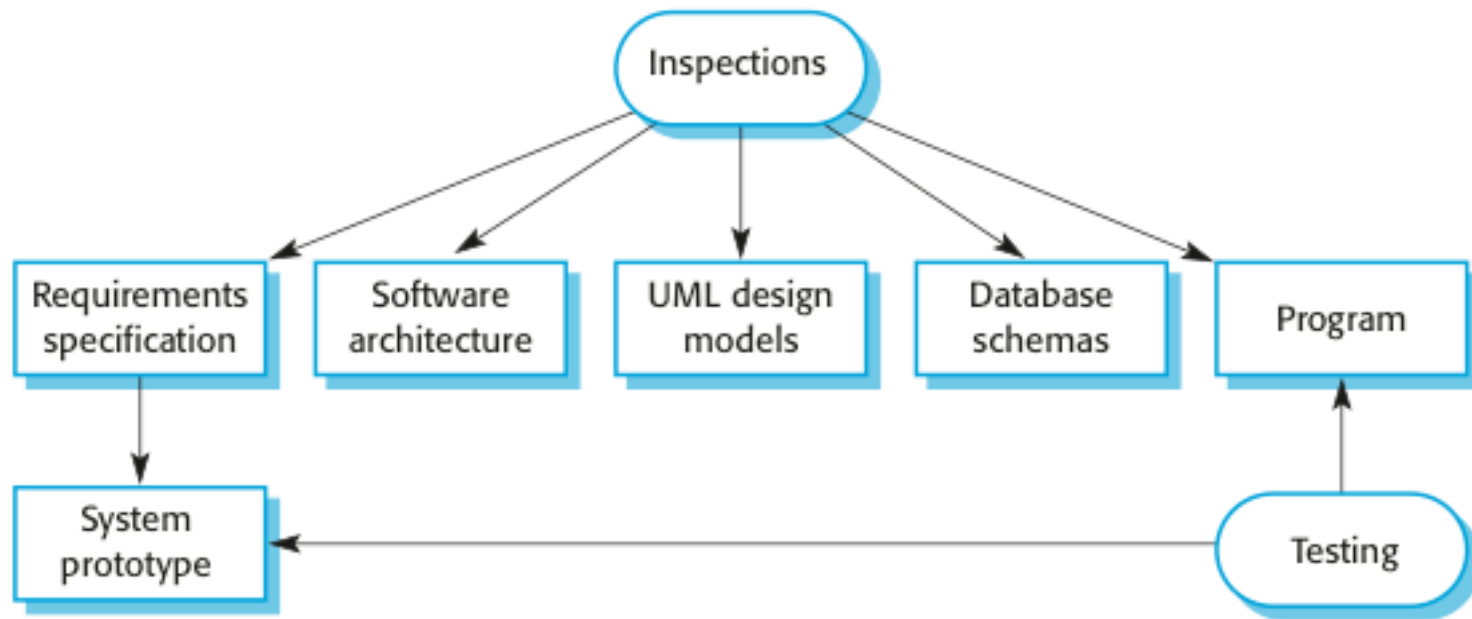 Inspections
Requirements
specification
Software
architecture
UML design
models
Database
schemas
Program
System
prototype
Testing